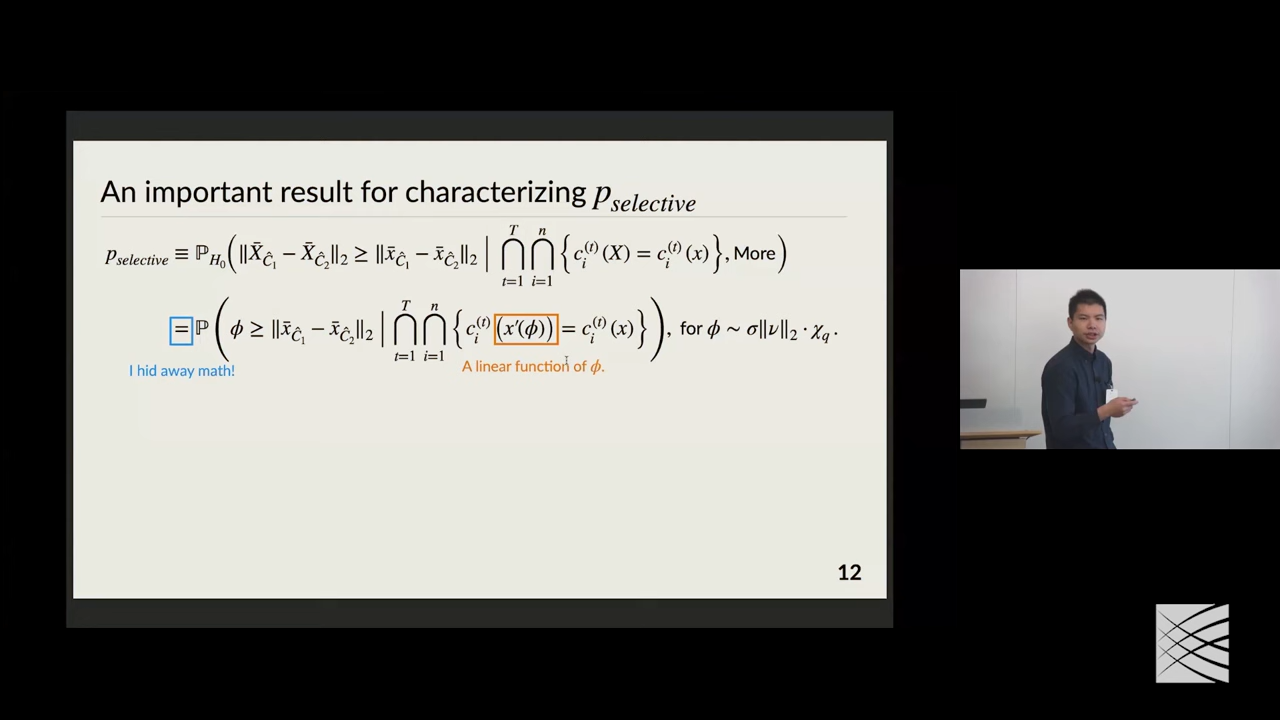 An important result for characterizing p_selective
p_selective ≡ ℙ_{H_0}(‖X̄_{Ĉ_1} − X̄_{Ĉ_2}‖_2 ≥ ‖x̄_{Ĉ_1} − x̄_{Ĉ_2}‖_2 | ⋂_{t=1}^{T} ⋂_{i=1}^{n} {c_i^{(t)}(X) = c_i^{(t)}(x)}, More)
= ℙ(ϕ ≥ ‖x̄_{Ĉ_1} − x̄_{Ĉ_2}‖_2 | ⋂_{t=1}^{T} ⋂_{i=1}^{n} {c_i^{(t)}(x′(ϕ)) = c_i^{(t)}(x)}), for ϕ ∼ σ‖ν‖_2 · χ_q.
I hid away math!
A linear function of ϕ.
12